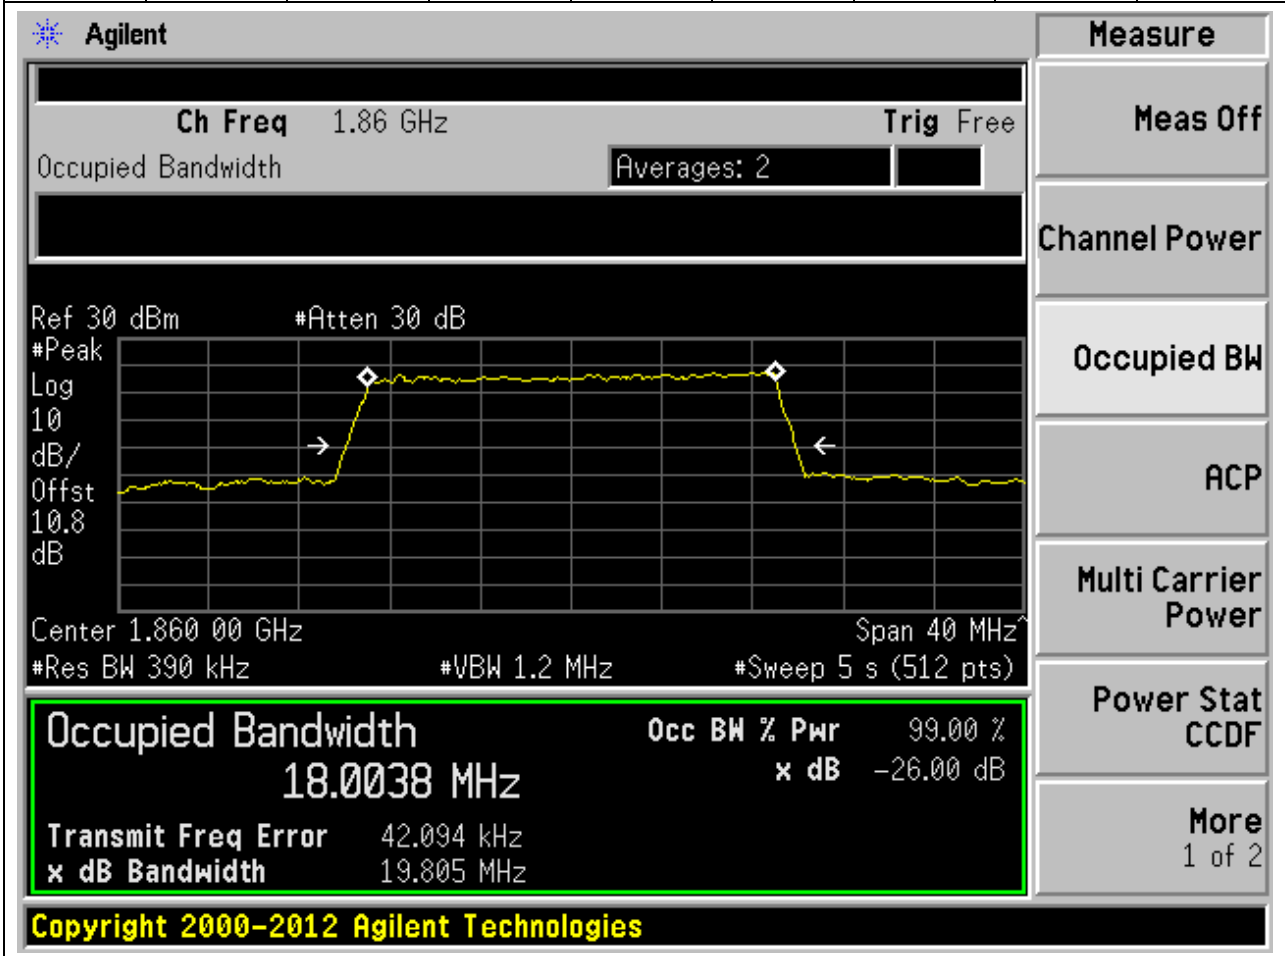 Agilent
Measure
Ch Freq 1.86 GHz Trig Free
Meas Off
Occupied Bandwidth Averages: 2
Channel Power
Ref 30 dBm #Atten 30 dB
#Peak
Log
10
dB/
Offst
10.8
dB
Occupied BW
ACP
Multi Carrier
Power
Center 1.860 00 GHz Span 40 MHz^
#Res BW 390 kHz #VBW 1.2 MHz #Sweep 5 s (512 pts)
Power Stat
CCDF
Occupied Bandwidth Occ BW % Pwr 99.00 %
18.0038 MHz x dB -26.00 dB
Transmit Freq Error 42.094 kHz
x dB Bandwidth 19.805 MHz
More
1 of 2
Copyright 2000-2012 Agilent Technologies